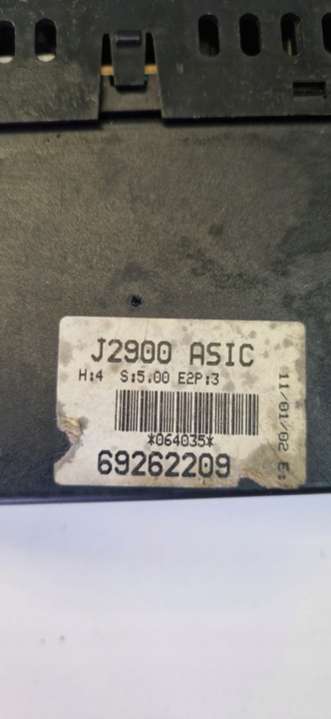 J2900 ASIC
H:4 S:5.00 E2P:3
*064035*
69262209
11/01/02 E: